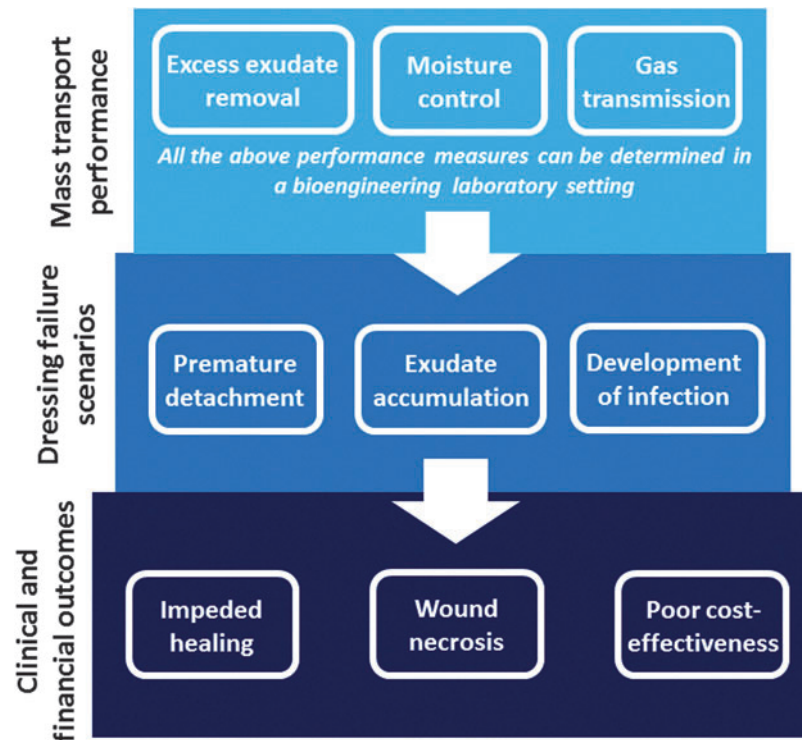 Mass transport
performance
Excess exudate
removal
Moisture
control
Gas
transmission
All the above performance measures can be determined in
a bioengineering laboratory setting
Dressing failure
scenarios
Premature
detachment
Exudate
accumulation
Development
of infection
Clinical and
financial outcomes
Impeded
healing
Wound
necrosis
Poor cost-
effectiveness